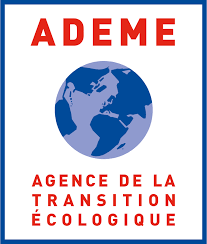 ADEME
AGENCE DE LA
TRANSITION
ÉCOLOGIQUE